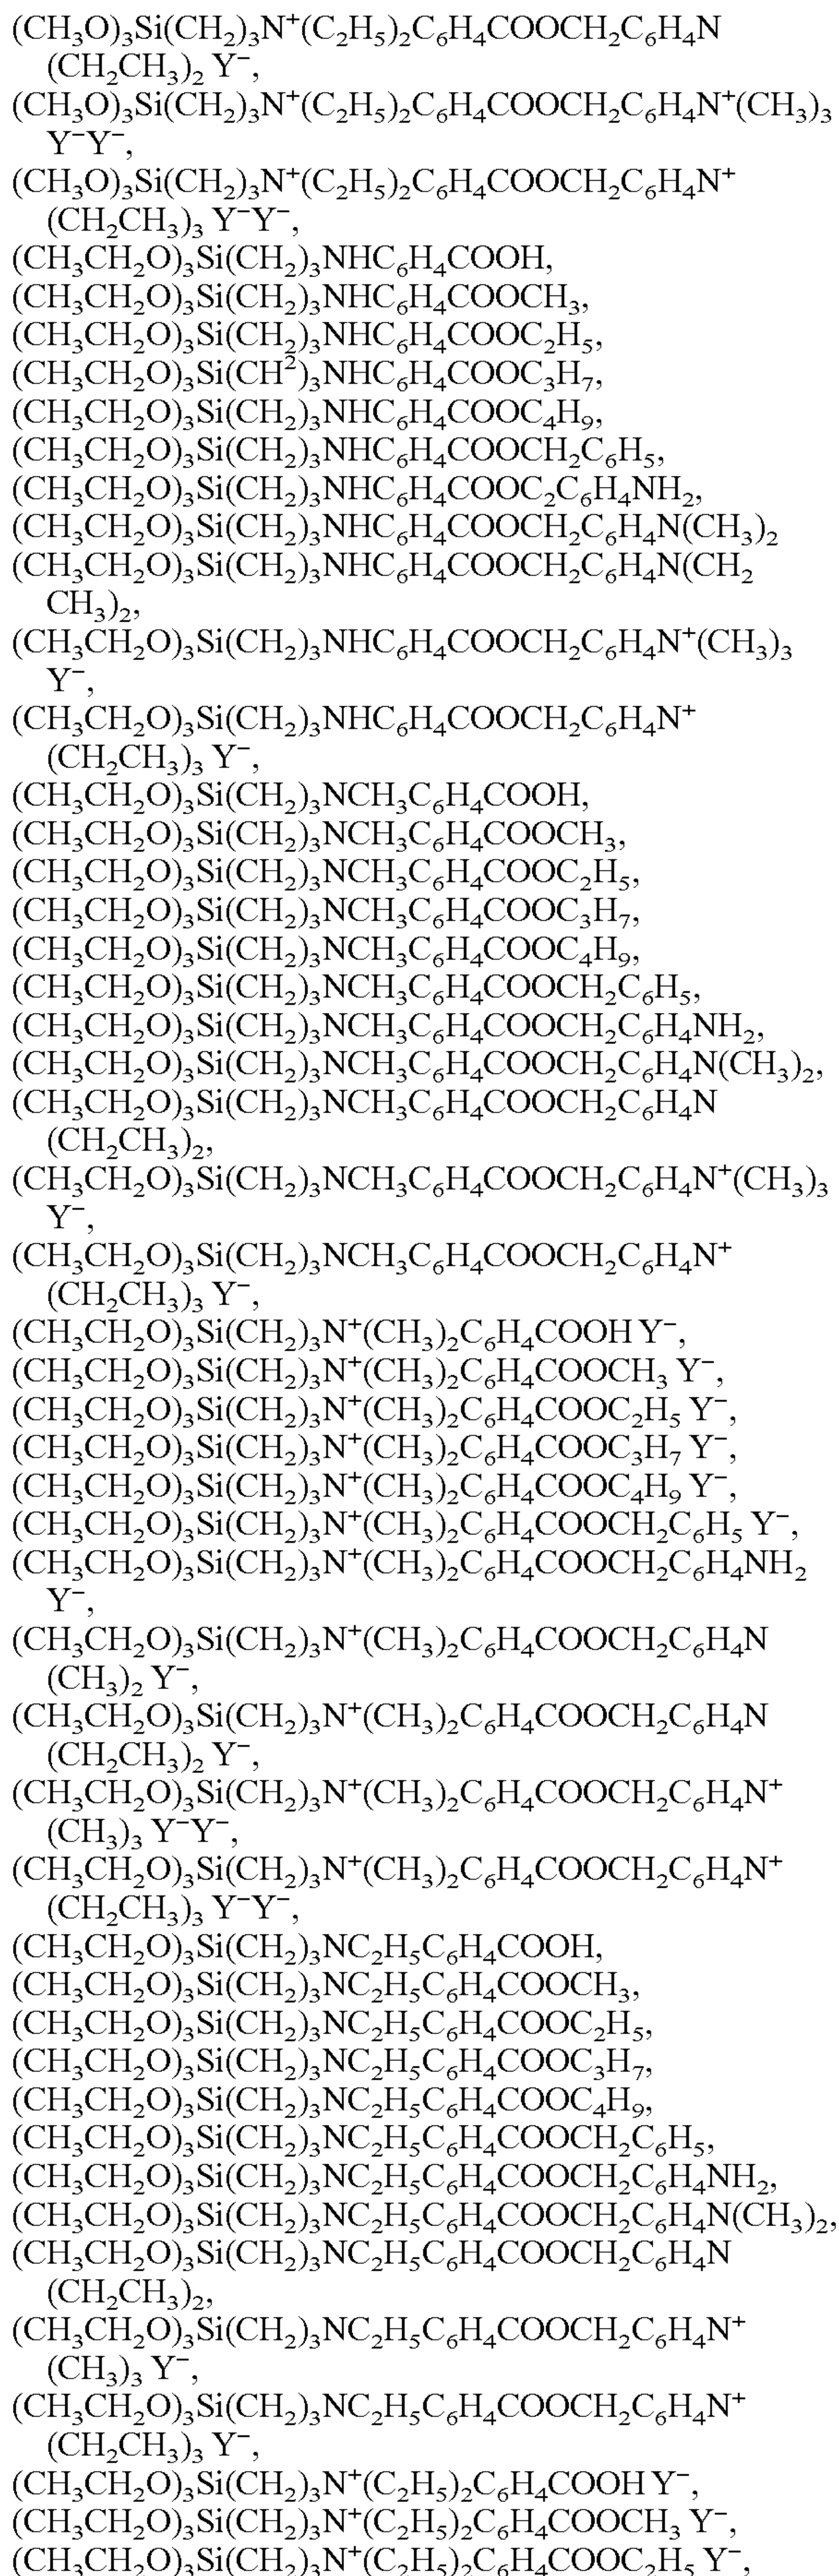 (CH₃O)₃Si(CH₂)₃N⁺(C₂H₅)₂C₆H₄COOCH₂C₆H₄N
(CH₂CH₃)₂ Y⁻,
(CH₃O)₃Si(CH₂)₃N⁺(C₂H₅)₂C₆H₄COOCH₂C₆H₄N⁺(CH₃)₃
Y⁻Y⁻,
(CH₃O)₃Si(CH₂)₃N⁺(C₂H₅)₂C₆H₄COOCH₂C₆H₄N⁺
(CH₂CH₃)₃ Y⁻Y⁻,
(CH₃CH₂O)₃Si(CH₂)₃NHC₆H₄COOH,
(CH₃CH₂O)₃Si(CH₂)₃NHC₆H₄COOCH₃,
(CH₃CH₂O)₃Si(CH₂)₃NHC₆H₄COOC₂H₅,
(CH₃CH₂O)₃Si(CH²)₃NHC₆H₄COOC₃H₇,
(CH₃CH₂O)₃Si(CH₂)₃NHC₆H₄COOC₄H₉,
(CH₃CH₂O)₃Si(CH₂)₃NHC₆H₄COOCH₂C₆H₅,
(CH₃CH₂O)₃Si(CH₂)₃NHC₆H₄COOC₂C₆H₄NH₂,
(CH₃CH₂O)₃Si(CH₂)₃NHC₆H₄COOCH₂C₆H₄N(CH₃)₂
(CH₃CH₂O)₃Si(CH₂)₃NHC₆H₄COOCH₂C₆H₄N(CH₂
CH₃)₂,
(CH₃CH₂O)₃Si(CH₂)₃NHC₆H₄COOCH₂C₆H₄N⁺(CH₃)₃
Y⁻,
(CH₃CH₂O)₃Si(CH₂)₃NHC₆H₄COOCH₂C₆H₄N⁺
(CH₂CH₃)₃ Y⁻,
(CH₃CH₂O)₃Si(CH₂)₃NCH₃C₆H₄COOH,
(CH₃CH₂O)₃Si(CH₂)₃NCH₃C₆H₄COOCH₃,
(CH₃CH₂O)₃Si(CH₂)₃NCH₃C₆H₄COOC₂H₅,
(CH₃CH₂O)₃Si(CH₂)₃NCH₃C₆H₄COOC₃H₇,
(CH₃CH₂O)₃Si(CH₂)₃NCH₃C₆H₄COOC₄H₉,
(CH₃CH₂O)₃Si(CH₂)₃NCH₃C₆H₄COOCH₂C₆H₅,
(CH₃CH₂O)₃Si(CH₂)₃NCH₃C₆H₄COOCH₂C₆H₄NH₂,
(CH₃CH₂O)₃Si(CH₂)₃NCH₃C₆H₄COOCH₂C₆H₄N(CH₃)₂,
(CH₃CH₂O)₃Si(CH₂)₃NCH₃C₆H₄COOCH₂C₆H₄N
(CH₂CH₃)₂,
(CH₃CH₂O)₃Si(CH₂)₃NCH₃C₆H₄COOCH₂C₆H₄N⁺(CH₃)₃
Y⁻,
(CH₃CH₂O)₃Si(CH₂)₃NCH₃C₆H₄COOCH₂C₆H₄N⁺
(CH₂CH₃)₃ Y⁻,
(CH₃CH₂O)₃Si(CH₂)₃N⁺(CH₃)₂C₆H₄COOH Y⁻,
(CH₃CH₂O)₃Si(CH₂)₃N⁺(CH₃)₂C₆H₄COOCH₃ Y⁻,
(CH₃CH₂O)₃Si(CH₂)₃N⁺(CH₃)₂C₆H₄COOC₂H₅ Y⁻,
(CH₃CH₂O)₃Si(CH₂)₃N⁺(CH₃)₂C₆H₄COOC₃H₇ Y⁻,
(CH₃CH₂O)₃Si(CH₂)₃N⁺(CH₃)₂C₆H₄COOC₄H₉ Y⁻,
(CH₃CH₂O)₃Si(CH₂)₃N⁺(CH₃)₂C₆H₄COOCH₂C₆H₅ Y⁻,
(CH₃CH₂O)₃Si(CH₂)₃N⁺(CH₃)₂C₆H₄COOCH₂C₆H₄NH₂
Y⁻,
(CH₃CH₂O)₃Si(CH₂)₃N⁺(CH₃)₂C₆H₄COOCH₂C₆H₄N
(CH₃)₂ Y⁻,
(CH₃CH₂O)₃Si(CH₂)₃N⁺(CH₃)₂C₆H₄COOCH₂C₆H₄N
(CH₂CH₃)₂ Y⁻,
(CH₃CH₂O)₃Si(CH₂)₃N⁺(CH₃)₂C₆H₄COOCH₂C₆H₄N⁺
(CH₃)₃ Y⁻Y⁻,
(CH₃CH₂O)₃Si(CH₂)₃N⁺(CH₃)₂C₆H₄COOCH₂C₆H₄N⁺
(CH₂CH₃)₃ Y⁻Y⁻,
(CH₃CH₂O)₃Si(CH₂)₃NC₂H₅C₆H₄COOH,
(CH₃CH₂O)₃Si(CH₂)₃NC₂H₅C₆H₄COOCH₃,
(CH₃CH₂O)₃Si(CH₂)₃NC₂H₅C₆H₄COOC₂H₅,
(CH₃CH₂O)₃Si(CH₂)₃NC₂H₅C₆H₄COOC₃H₇,
(CH₃CH₂O)₃Si(CH₂)₃NC₂H₅C₆H₄COOC₄H₉,
(CH₃CH₂O)₃Si(CH₂)₃NC₂H₅C₆H₄COOCH₂C₆H₅,
(CH₃CH₂O)₃Si(CH₂)₃NC₂H₅C₆H₄COOCH₂C₆H₄NH₂,
(CH₃CH₂O)₃Si(CH₂)₃NC₂H₅C₆H₄COOCH₂C₆H₄N(CH₃)₂,
(CH₃CH₂O)₃Si(CH₂)₃NC₂H₅C₆H₄COOCH₂C₆H₄N
(CH₂CH₃)₂,
(CH₃CH₂O)₃Si(CH₂)₃NC₂H₅C₆H₄COOCH₂C₆H₄N⁺
(CH₃)₃ Y⁻,
(CH₃CH₂O)₃Si(CH₂)₃NC₂H₅C₆H₄COOCH₂C₆H₄N⁺
(CH₂CH₃)₃ Y⁻,
(CH₃CH₂O)₃Si(CH₂)₃N⁺(C₂H₅)₂C₆H₄COOH Y⁻,
(CH₃CH₂O)₃Si(CH₂)₃N⁺(C₂H₅)₂C₆H₄COOCH₃ Y⁻,
(CH₃CH₂O)₃Si(CH₂)₃N⁺(C₂H₅)₂C₆H₄COOC₂H₅ Y⁻,